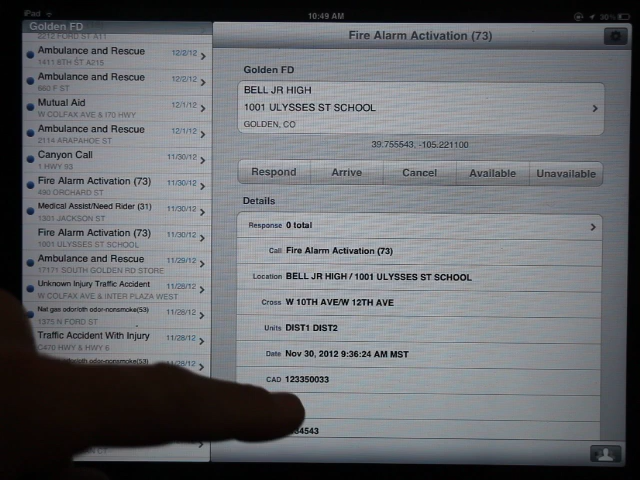 iPad
10:49 AM
30%
Golden FD
2212 FORD ST A11
Ambulance and Rescue 12/2/12
1411 8TH ST A215
Ambulance and Rescue 12/2/12
660 F ST
Mutual Aid 12/1/12
W COLFAX AVE & I70 HWY
Ambulance and Rescue 12/1/12
2114 ARAPAHOE ST
Canyon Call 11/30/12
1 HWY 93
Fire Alarm Activation (73) 11/30/12
490 ORCHARD ST
Medical Assist/Need Rider (31) 11/30/12
1301 JACKSON ST
Fire Alarm Activation (73) 11/30/12
1001 ULYSSES ST SCHOOL
Ambulance and Rescue 11/29/12
17171 SOUTH GOLDEN RD STORE
Unknown Injury Traffic Accident 11/28/12
W COLFAX AVE & INTER PLAZA WEST
Nat gas odor/oth odor-nonsmoke(53) 11/28/12
1375 N FORD ST
Traffic Accident With Injury 11/28/12
C470 HWY & HWY 6
odor-nonsmoke(53) 11/28/12
Fire Alarm Activation (73)
Golden FD
BELL JR HIGH
1001 ULYSSES ST SCHOOL
GOLDEN, CO
39.755543, -105.221100
Respond Arrive Cancel Available Unavailable
Details
Response 0 total
Call Fire Alarm Activation (73)
Location BELL JR HIGH / 1001 ULYSSES ST SCHOOL
Cross W 10TH AVE/W 12TH AVE
Units DIST1 DIST2
Date Nov 30, 2012 9:36:24 AM MST
CAD 123350033
4543